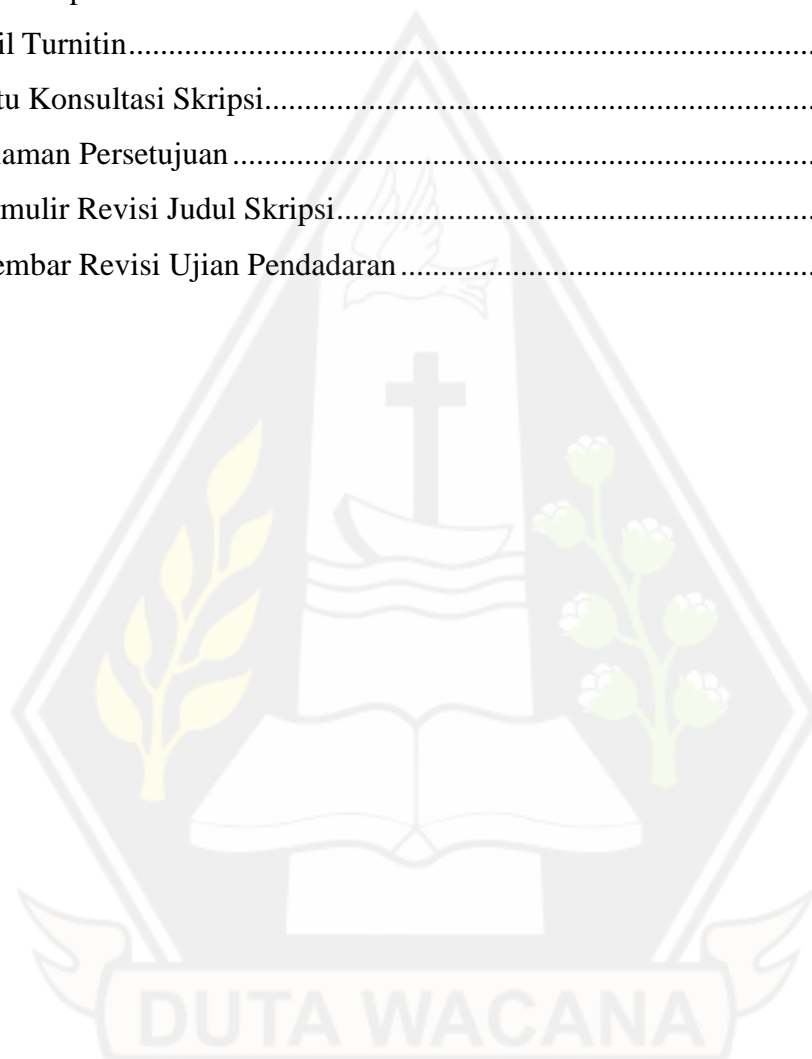 il Turnitin
tu Konsultasi Skripsi
aman Persetujuan
mulir Revisi Judul Skripsi
embar Revisi Ujian Pendadaran
DUTA WACANA